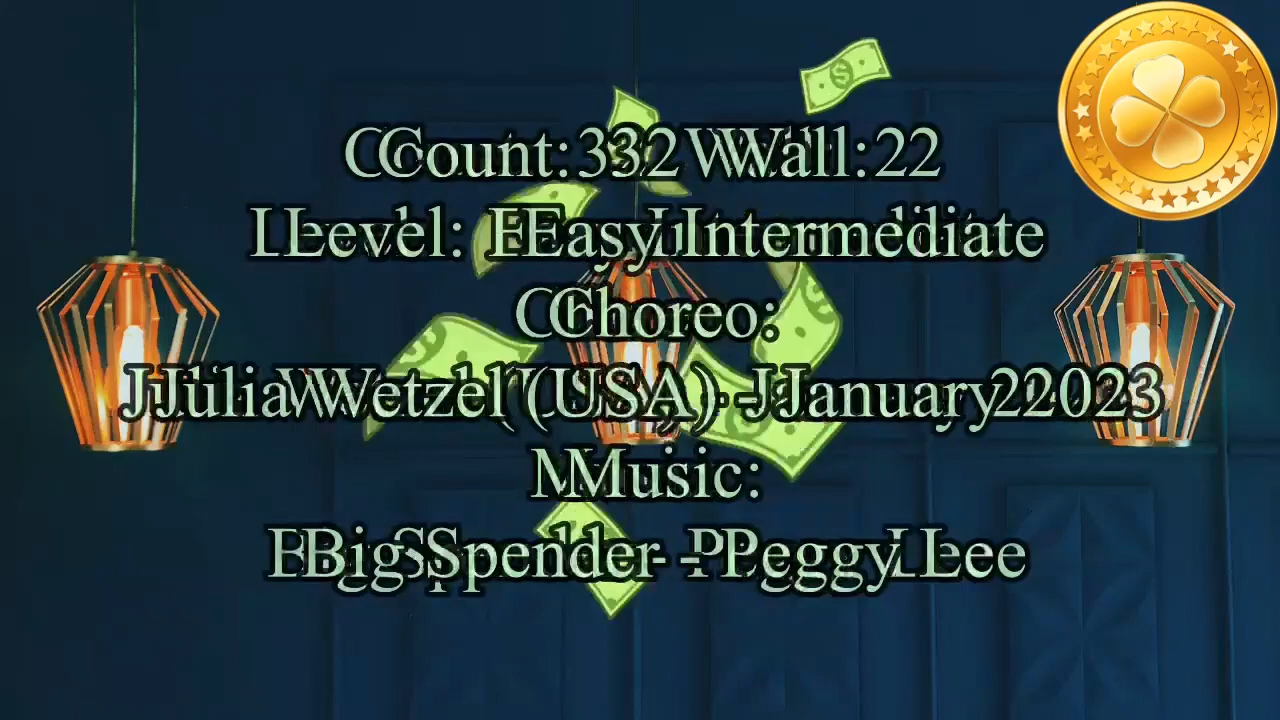 Count: 32 Wall: 2
Level: Easy Intermediate
Choreo:
Julia Wetzel (USA) - January 2023
Music:
Big Spender - Peggy Lee